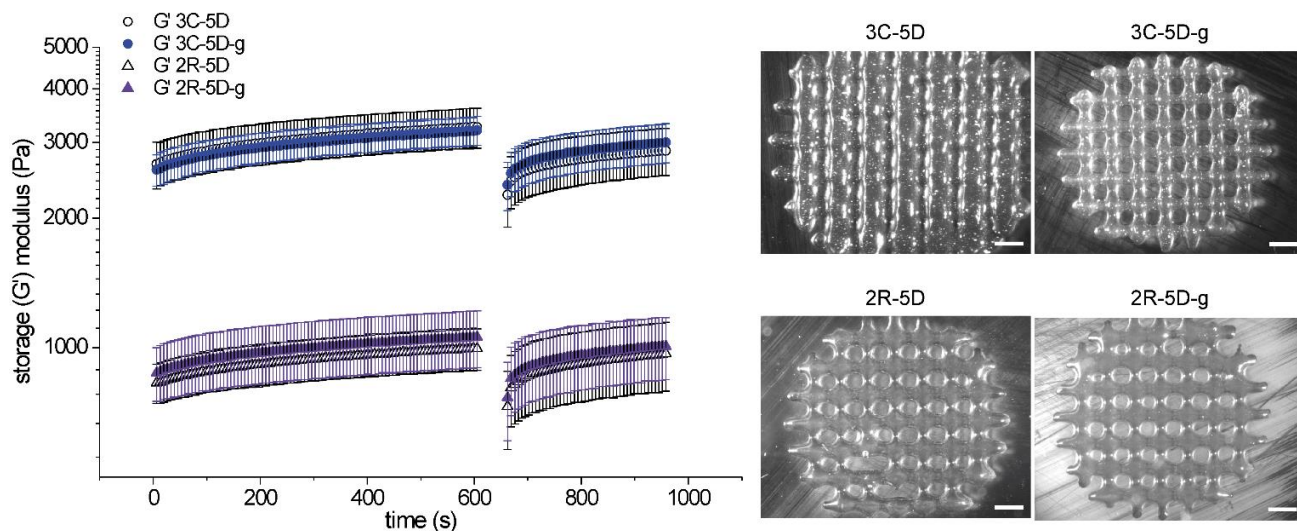 G' 3C-5D
G' 3C-5D-g
G' 2R-5D
G' 2R-5D-g
storage (G') modulus (Pa)
5000
4000
3000
2000
1000
0
200
400
600
800
1000
time (s)
3C-5D
3C-5D-g
2R-5D
2R-5D-g